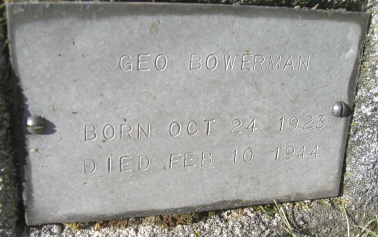 GEO BOWERMAN
BORN OCT 24 1923
DIED FEB 10 1944